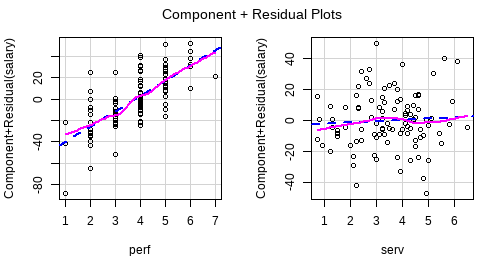 Component + Residual Plots
Component+Residual(salary)
20
0
-40
-80
1 2 3 4 5 6 7
perf
Component+Residual(salary)
40
20
0
-20
-40
1 2 3 4 5 6
serv